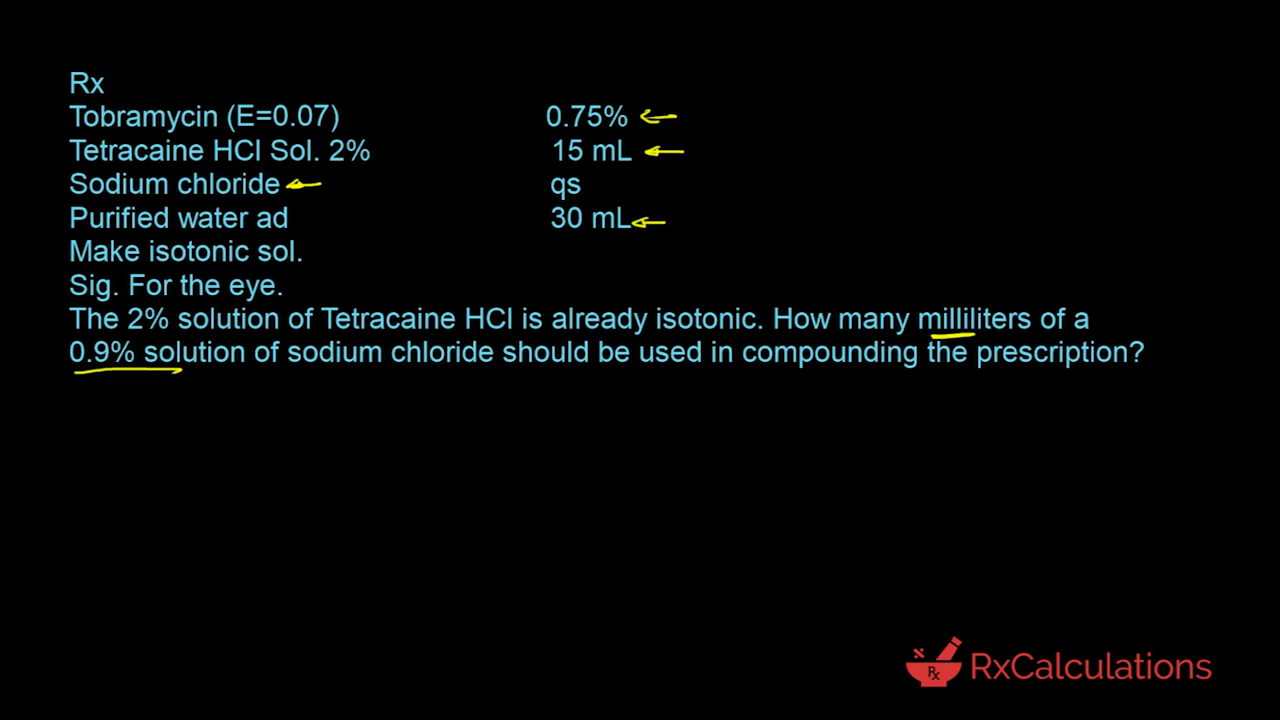 Rx
Tobramycin (E=0.07) 0.75%
Tetracaine HCl Sol. 2% 15 mL
Sodium chloride qs
Purified water ad 30 mL
Make isotonic sol.
Sig. For the eye.
The 2% solution of Tetracaine HCl is already isotonic. How many milliliters of a
0.9% solution of sodium chloride should be used in compounding the prescription?
Rx RxCalculations